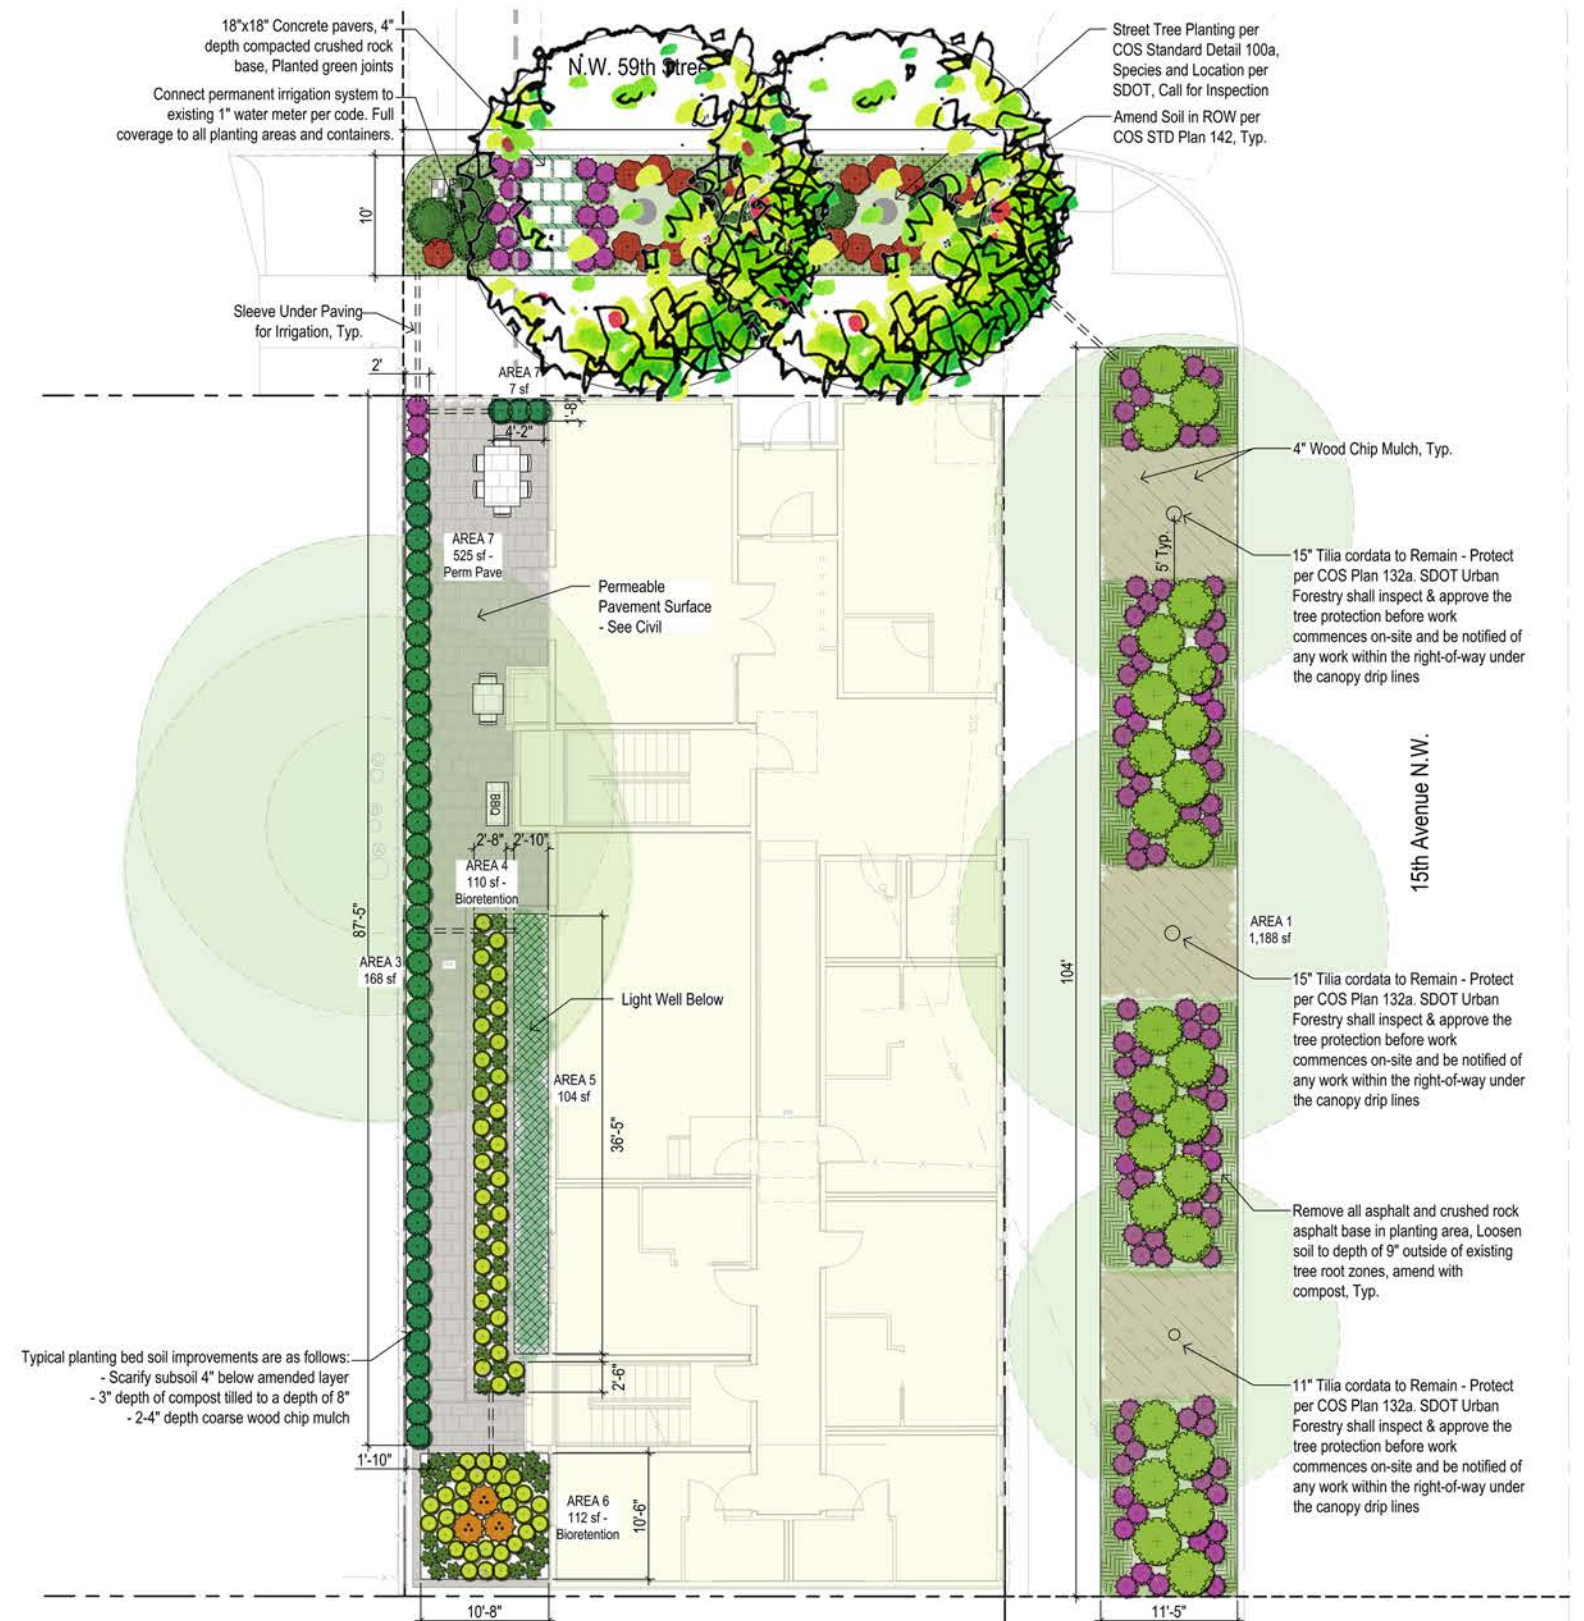 18"x18" Concrete pavers, 4"
depth compacted crushed rock
base, Planted green joints
Connect permanent irrigation system to
existing 1" water meter per code. Full
coverage to all planting areas and containers.
N.W. 59th Stree
Street Tree Planting per
COS Standard Detail 100a,
Species and Location per
SDOT, Call for Inspection
Amend Soil in ROW per
COS STD Plan 142, Typ.
10'
Sleeve Under Paving
for Irrigation, Typ.
2'
AREA 7
7 sf
4'-2"
AREA 7
525 sf -
Perm Pave
Permeable
Pavement Surface
- See Civil
4" Wood Chip Mulch, Typ.
5' Typ.
15" Tilia cordata to Remain - Protect
per COS Plan 132a. SDOT Urban
Forestry shall inspect & approve the
tree protection before work
commences on-site and be notified of
any work within the right-of-way under
the canopy drip lines
15th Avenue N.W.
BBQ
2'-8"
2'-10"
AREA 4
110 sf -
Bioretention
87'-5"
AREA 3
168 sf
Light Well Below
AREA 5
104 sf
36'-5"
104'
AREA 1
1,188 sf
15" Tilia cordata to Remain - Protect
per COS Plan 132a. SDOT Urban
Forestry shall inspect & approve the
tree protection before work
commences on-site and be notified of
any work within the right-of-way under
the canopy drip lines
Remove all asphalt and crushed rock
asphalt base in planting area, Loosen
soil to depth of 9" outside of existing
tree root zones, amend with
compost, Typ.
Typical planting bed soil improvements are as follows:
- Scarify subsoil 4" below amended layer
- 3" depth of compost tilled to a depth of 8"
- 2-4" depth coarse wood chip mulch
2'-6"
11" Tilia cordata to Remain - Protect
per COS Plan 132a. SDOT Urban
Forestry shall inspect & approve the
tree protection before work
commences on-site and be notified of
any work within the right-of-way under
the canopy drip lines
1'-10"
AREA 6
112 sf -
Bioretention
10'-6"
10'-8"
11'-5"